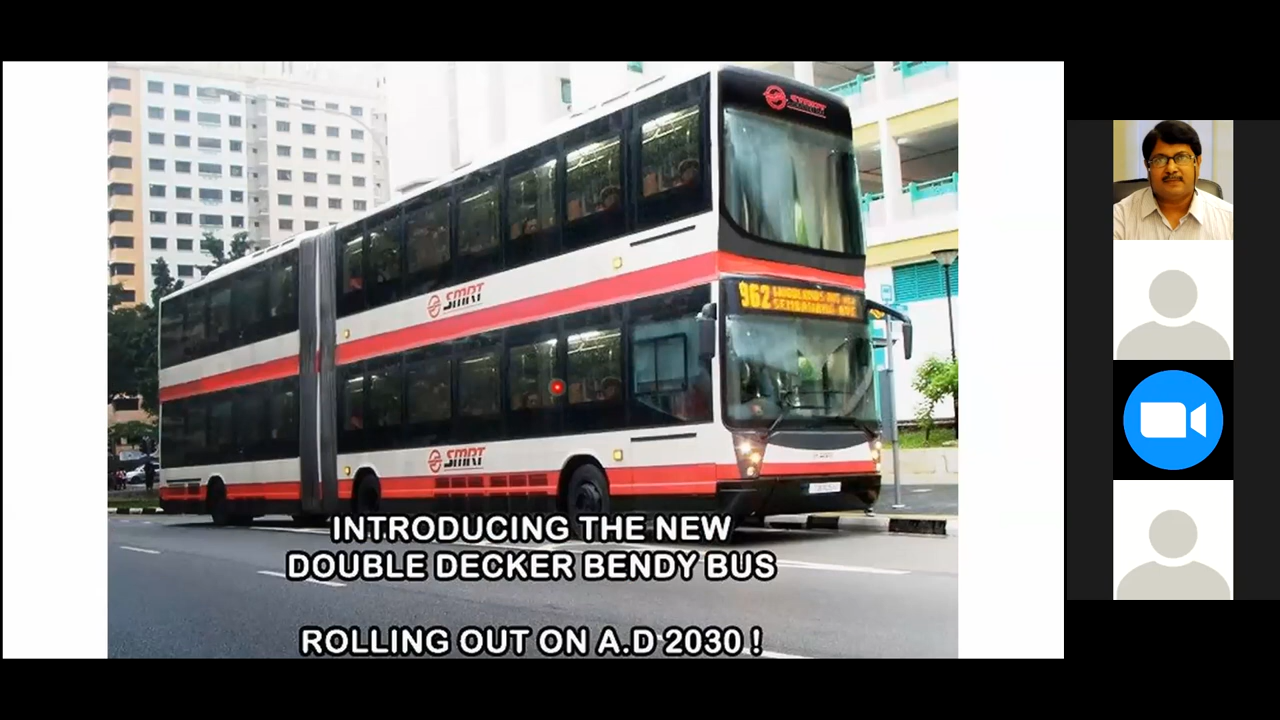 SMRT
962
SMRT
SMRT
INTRODUCING THE NEW
DOUBLE DECKER BENDY BUS
ROLLING OUT ON A.D 2030 !